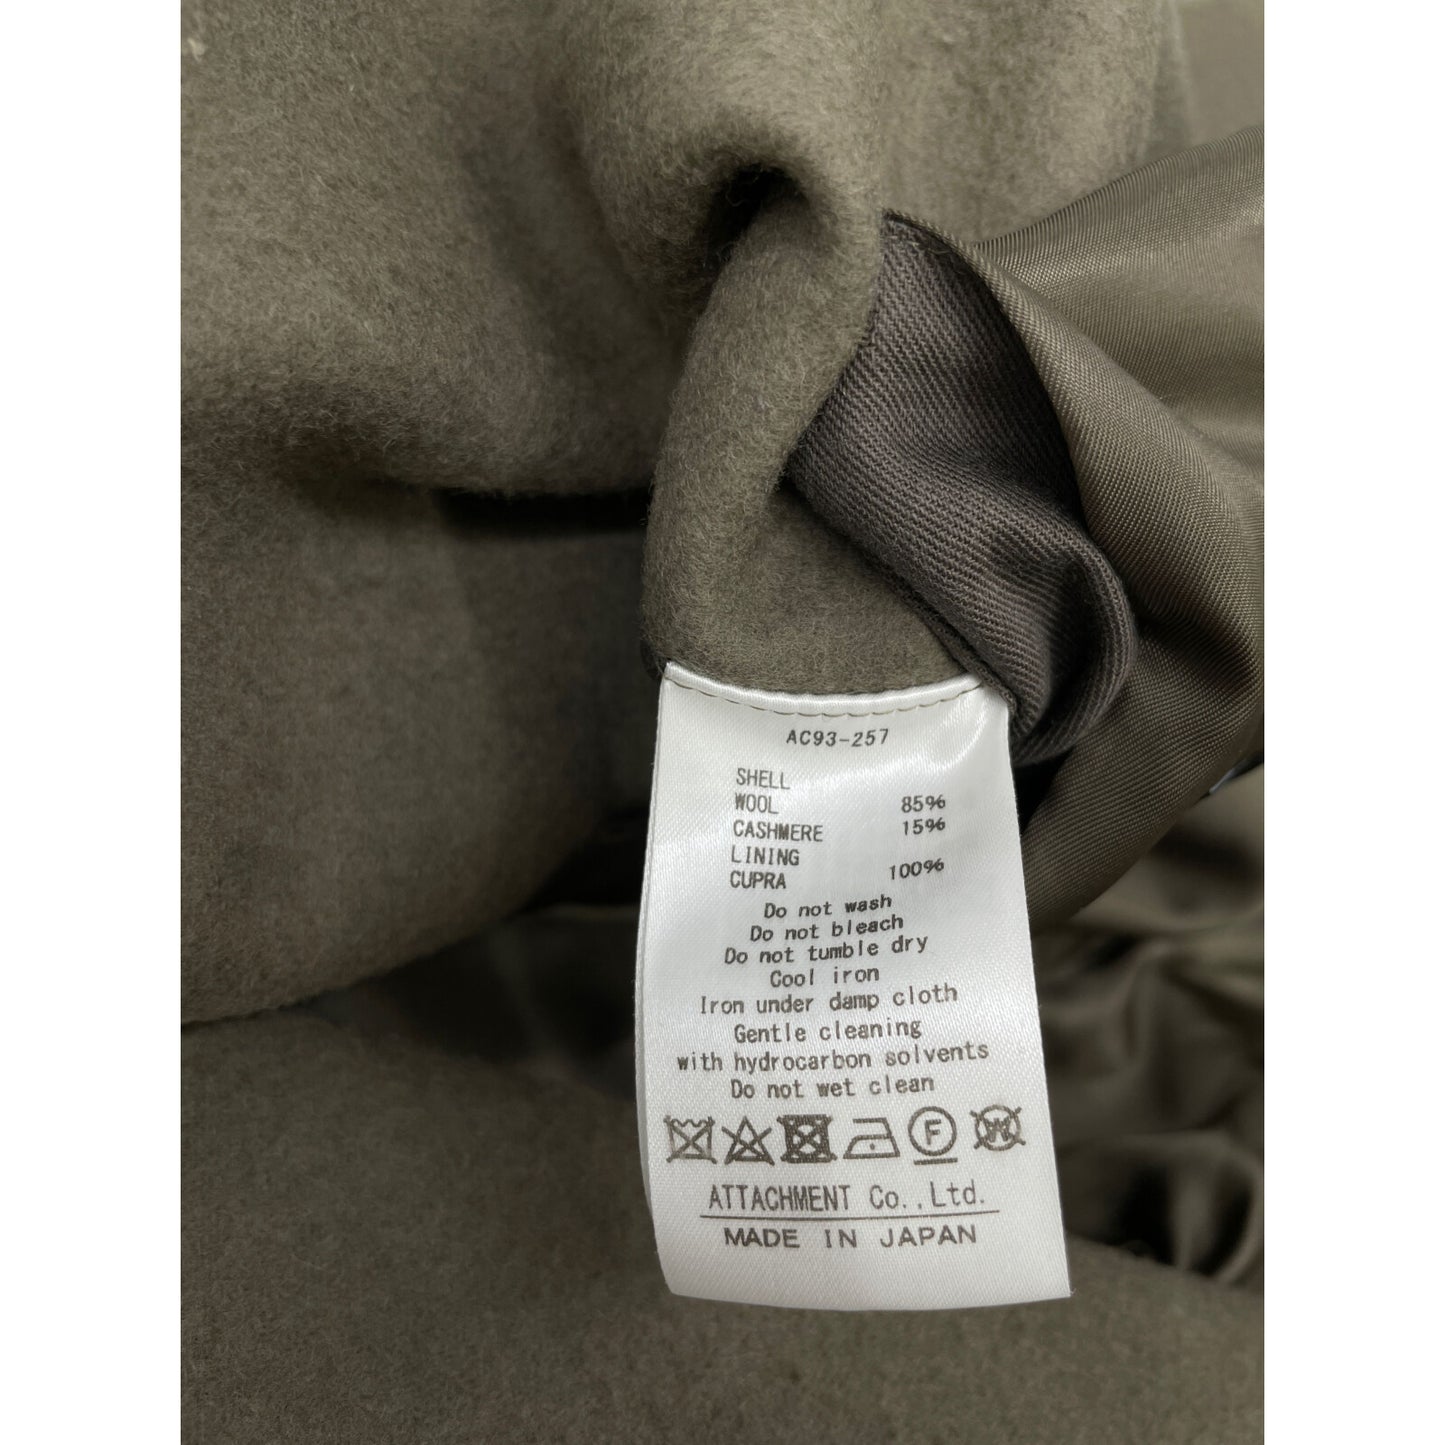 AC93-257
SHELL
WOOL 85%
CASHMERE 15%
LINING
CUPRA 100%
Do not wash
Do not bleach
Do not tumble dry
Cool iron
Iron under damp cloth
Gentle cleaning
with hydrocarbon solvents
Do not wet clean
F W
ATTACHMENT Co.,Ltd.
MADE IN JAPAN